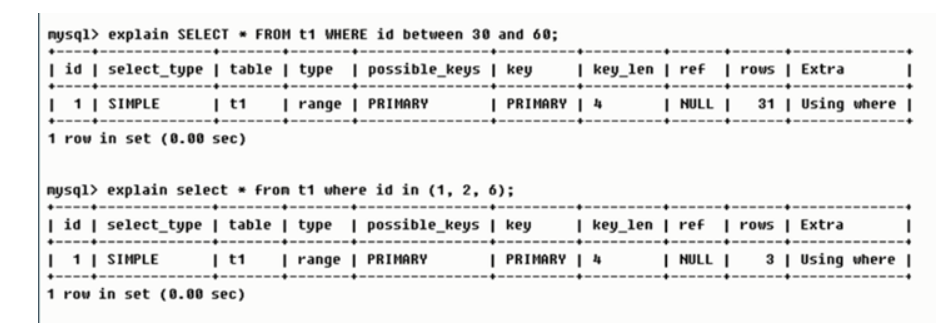 mysql> explain SELECT * FROM t1 WHERE id between 30 and 60;
+----+-------------+-------+-------+---------------+---------+---------+------+------+-------------+
| id | select_type | table | type  | possible_keys | key     | key_len | ref  | rows | Extra       |
+----+-------------+-------+-------+---------------+---------+---------+------+------+-------------+
|  1 | SIMPLE      | t1    | range | PRIMARY       | PRIMARY | 4       | NULL |   31 | Using where |
+----+-------------+-------+-------+---------------+---------+---------+------+------+-------------+
1 row in set (0.00 sec)
mysql> explain select * from t1 where id in (1, 2, 6);
+----+-------------+-------+-------+---------------+---------+---------+------+------+-------------+
| id | select_type | table | type  | possible_keys | key     | key_len | ref  | rows | Extra       |
+----+-------------+-------+-------+---------------+---------+---------+------+------+-------------+
|  1 | SIMPLE      | t1    | range | PRIMARY       | PRIMARY | 4       | NULL |    3 | Using where |
+----+-------------+-------+-------+---------------+---------+---------+------+------+-------------+
1 row in set (0.00 sec)